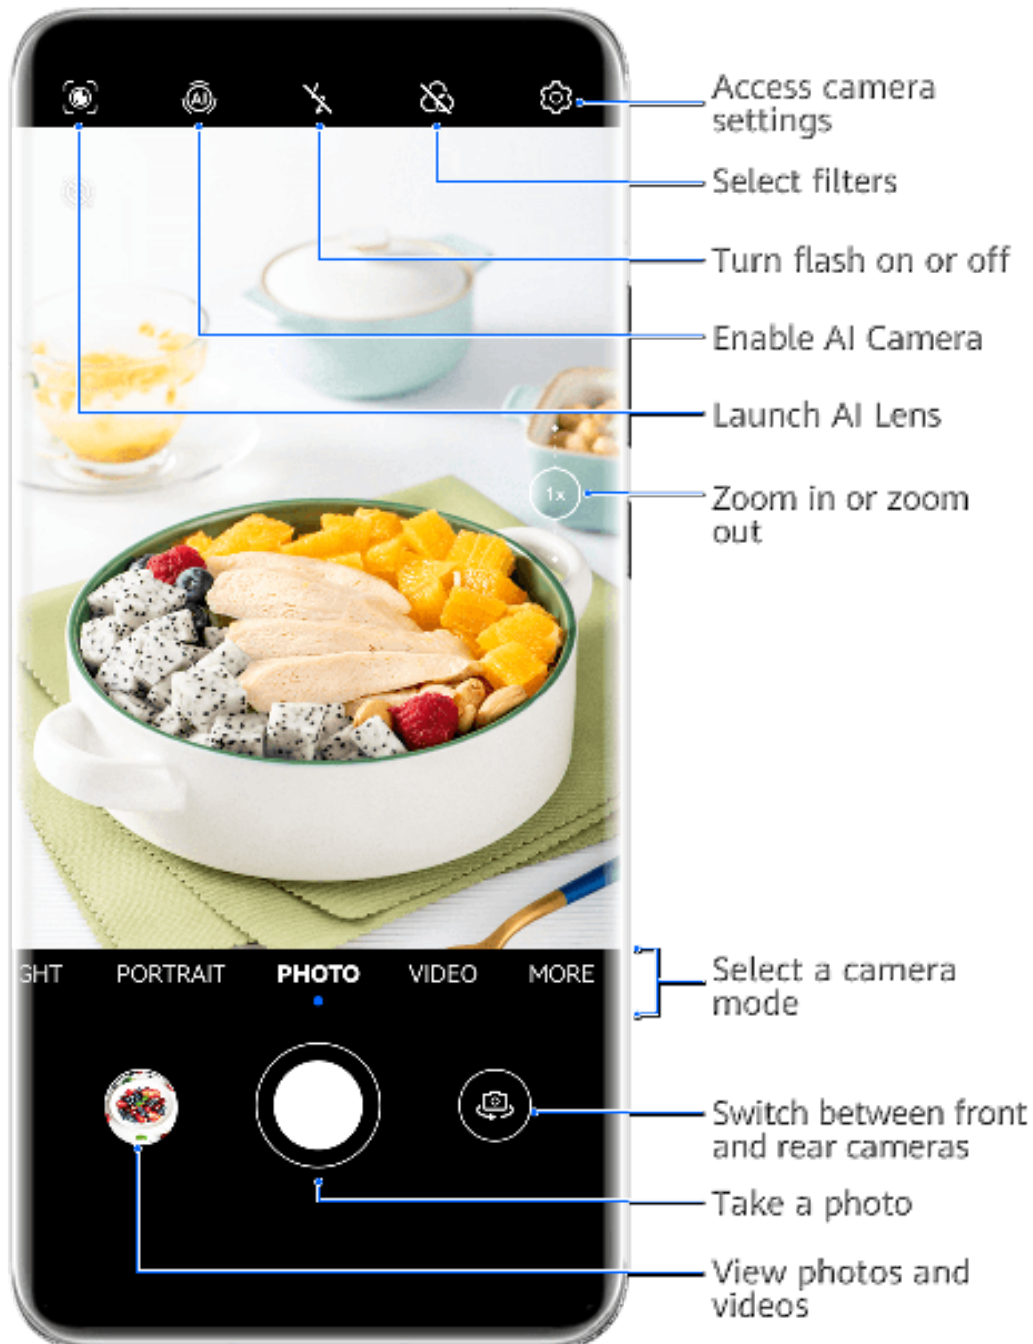 AI
Access camera
settings
Select filters
Turn flash on or off
Enable AI Camera
Launch AI Lens
1x
Zoom in or zoom
out
GHT PORTRAIT PHOTO VIDEO MORE
Select a camera
mode
Switch between front
and rear cameras
Take a photo
View photos and
videos